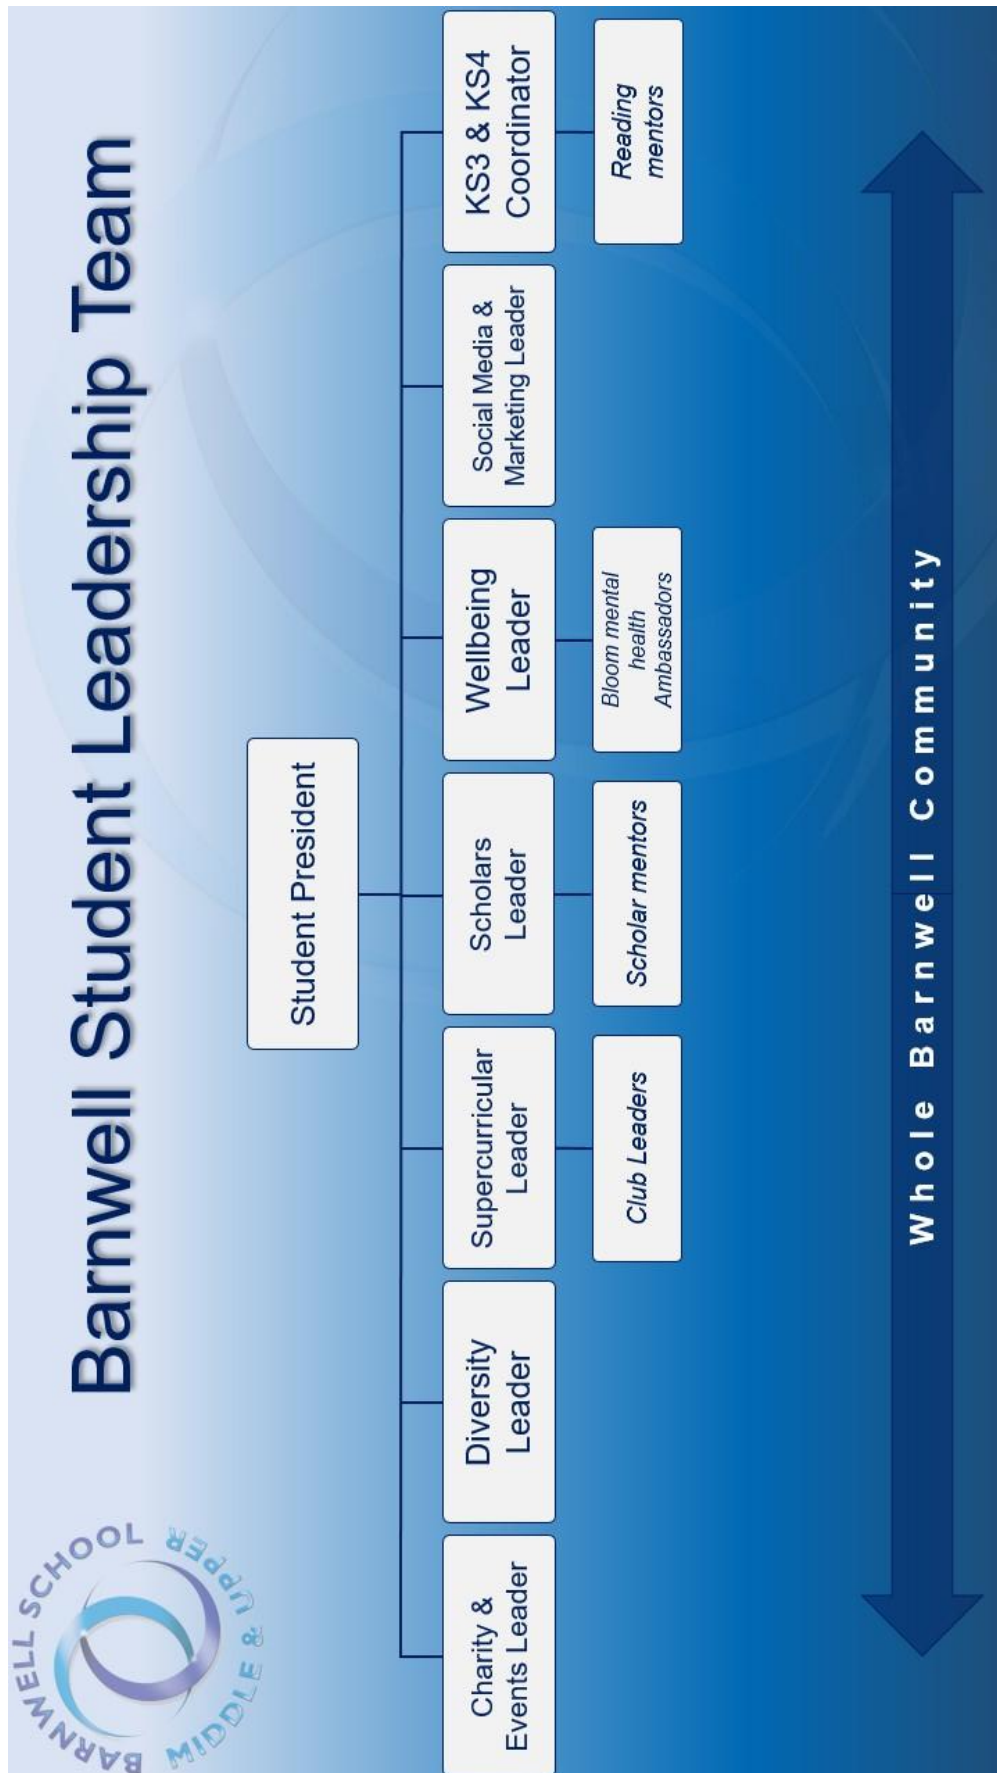 BARNWELL SCHOOL
MIDDLE & UPPER
Barnwell Student Leadership Team
Student President
Charity &
Events Leader
Diversity
Leader
Supercurricular
Leader
Scholars
Leader
Wellbeing
Leader
Social Media &
Marketing Leader
KS3 & KS4
Coordinator
Club Leaders
Scholar mentors
Bloom mental
health
Ambassadors
Reading
mentors
Whole Barnwell Community